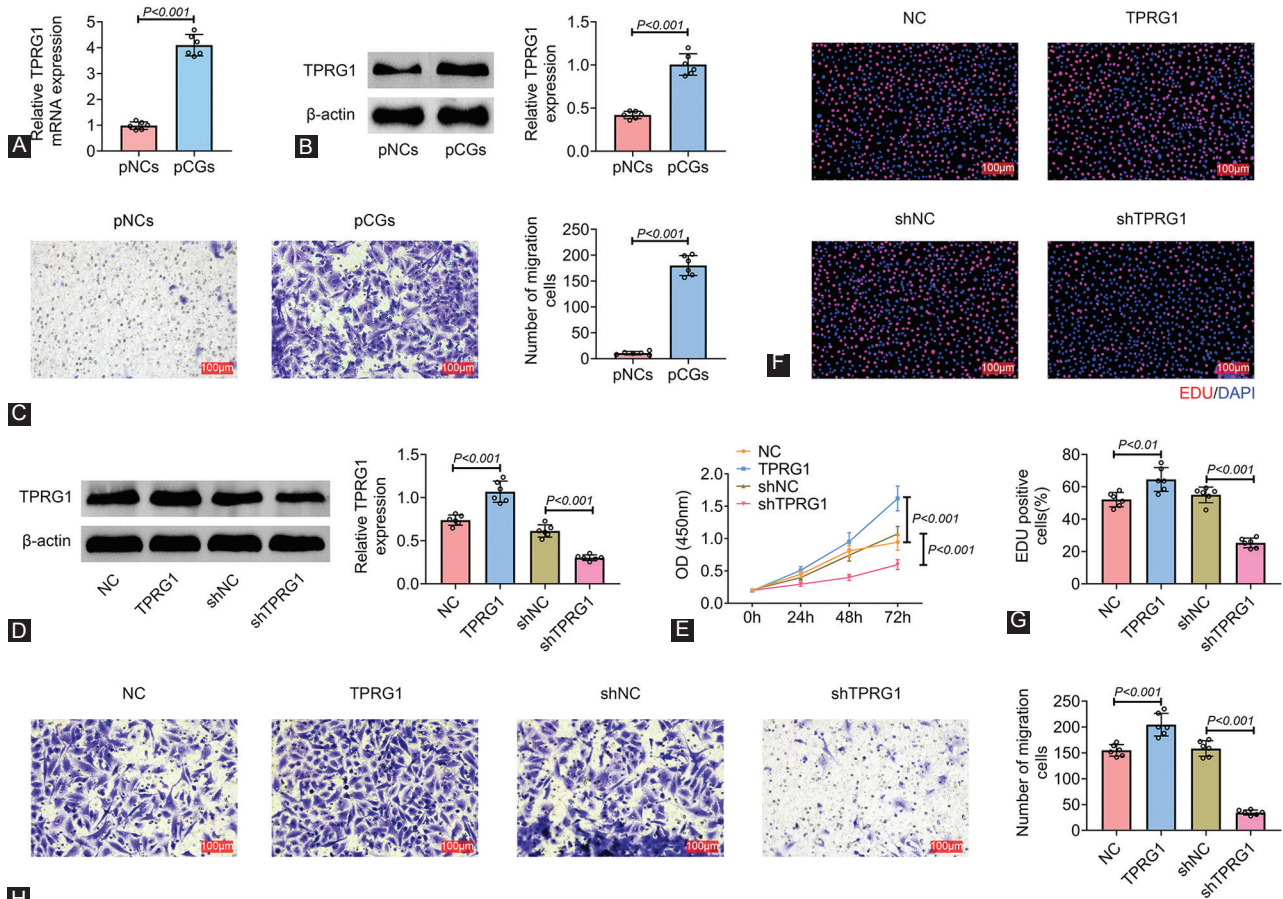 P<0.001
Relative TPRG1
mRNA expression
5
4
3
2
1
0
pNCs
pCGs
A
TPRG1
β-actin
pNCs
pCGs
B
P<0.001
Relative TPRG1
expression
1.5
1.0
0.5
0.0
pNCs
pCGs
pNCs
100μm
pCGs
100μm
P<0.001
Number of migration
cells
250
200
150
100
50
0
pNCs
pCGs
C
NC
100μm
TPRG1
100μm
shNC
100μm
shTPRG1
100μm
F
EDU/DAPI
TPRG1
β-actin
NC
TPRG1
shNC
shTPRG1
P<0.001
P<0.001
Relative TPRG1
expression
1.5
1.0
0.5
0.0
NC
TPRG1
shNC
shTPRG1
D
NC
TPRG1
shNC
shTPRG1
OD (450nm)
2.0
1.5
1.0
0.5
0.0
0h
24h
48h
72h
P<0.001
P<0.001
E
P<0.01
P<0.001
EDU positive
cells(%)
80
60
40
20
0
NC
TPRG1
shNC
shTPRG1
G
NC
100μm
TPRG1
100μm
shNC
100μm
shTPRG1
100μm
P<0.001
P<0.001
Number of migration
cells
250
200
150
100
50
0
NC
TPRG1
shNC
shTPRG1
H